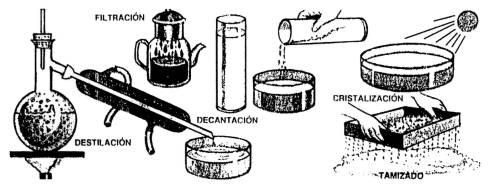 FILTRACIÓN
DECANTACIÓN
CRISTALIZACIÓN
DESTILACIÓN
TAMIZADO